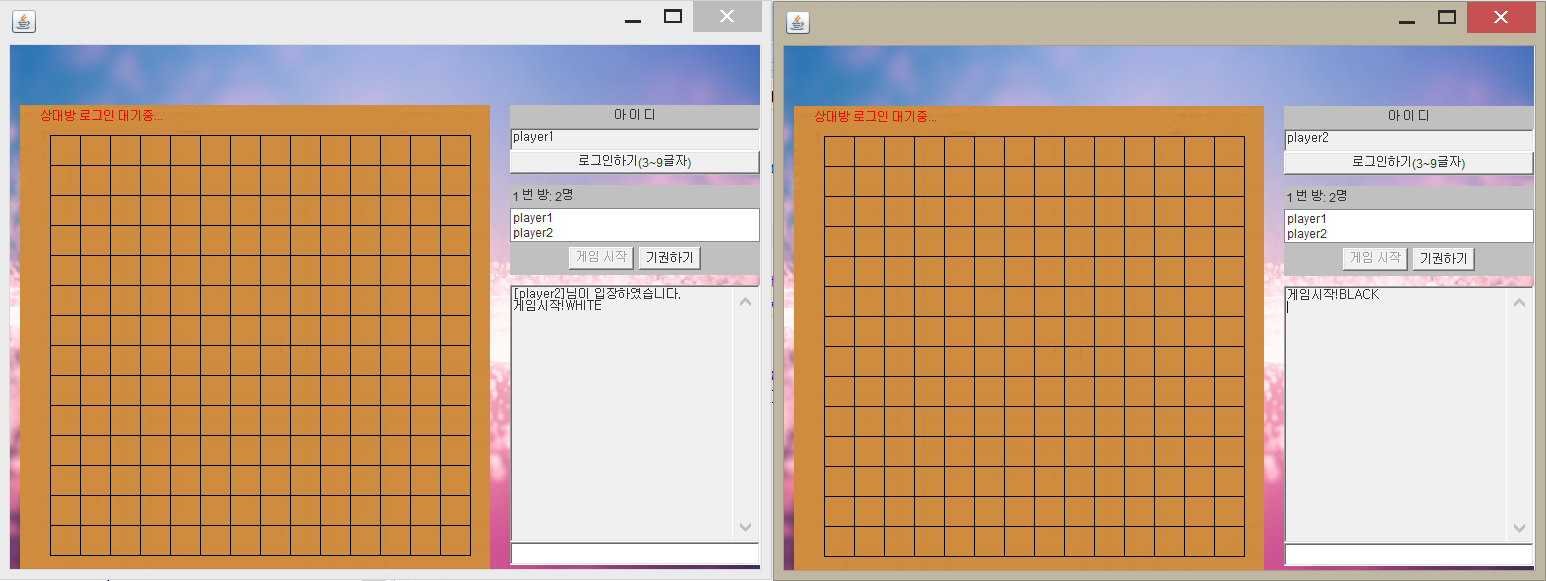 상대방 로그인 대기중...
아 이 디
player1
로그인하기(3~9글자)
1 번 방: 2명
player1
player2
게임 시작 기권하기
[player2]님이 입장하였습니다.
게임시작!WHITE
상대방 로그인 대기중...
아 이 디
player2
로그인하기(3~9글자)
1 번 방: 2명
player1
player2
게임 시작 기권하기
게임시작!BLACK